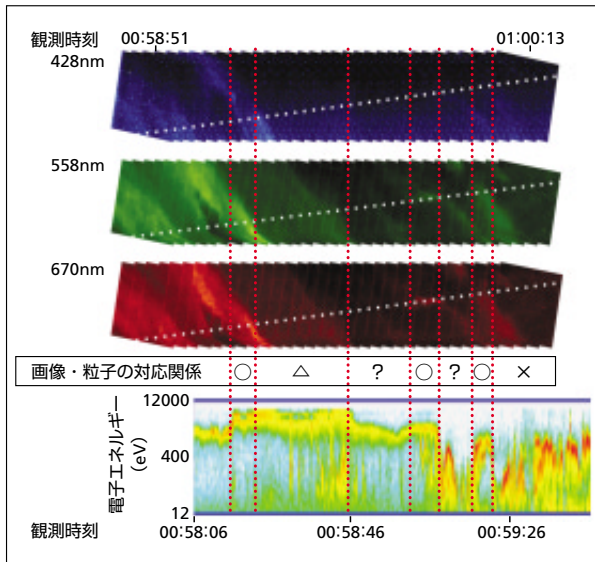 観測時刻 00:58:51 01:00:13
428nm
558nm
670nm
画像・粒子の対応関係 ○ △ ? ○ ? ○ ×
電子エネルギー
(eV)
12000
400
12
観測時刻 00:58:06 00:58:46 00:59:26